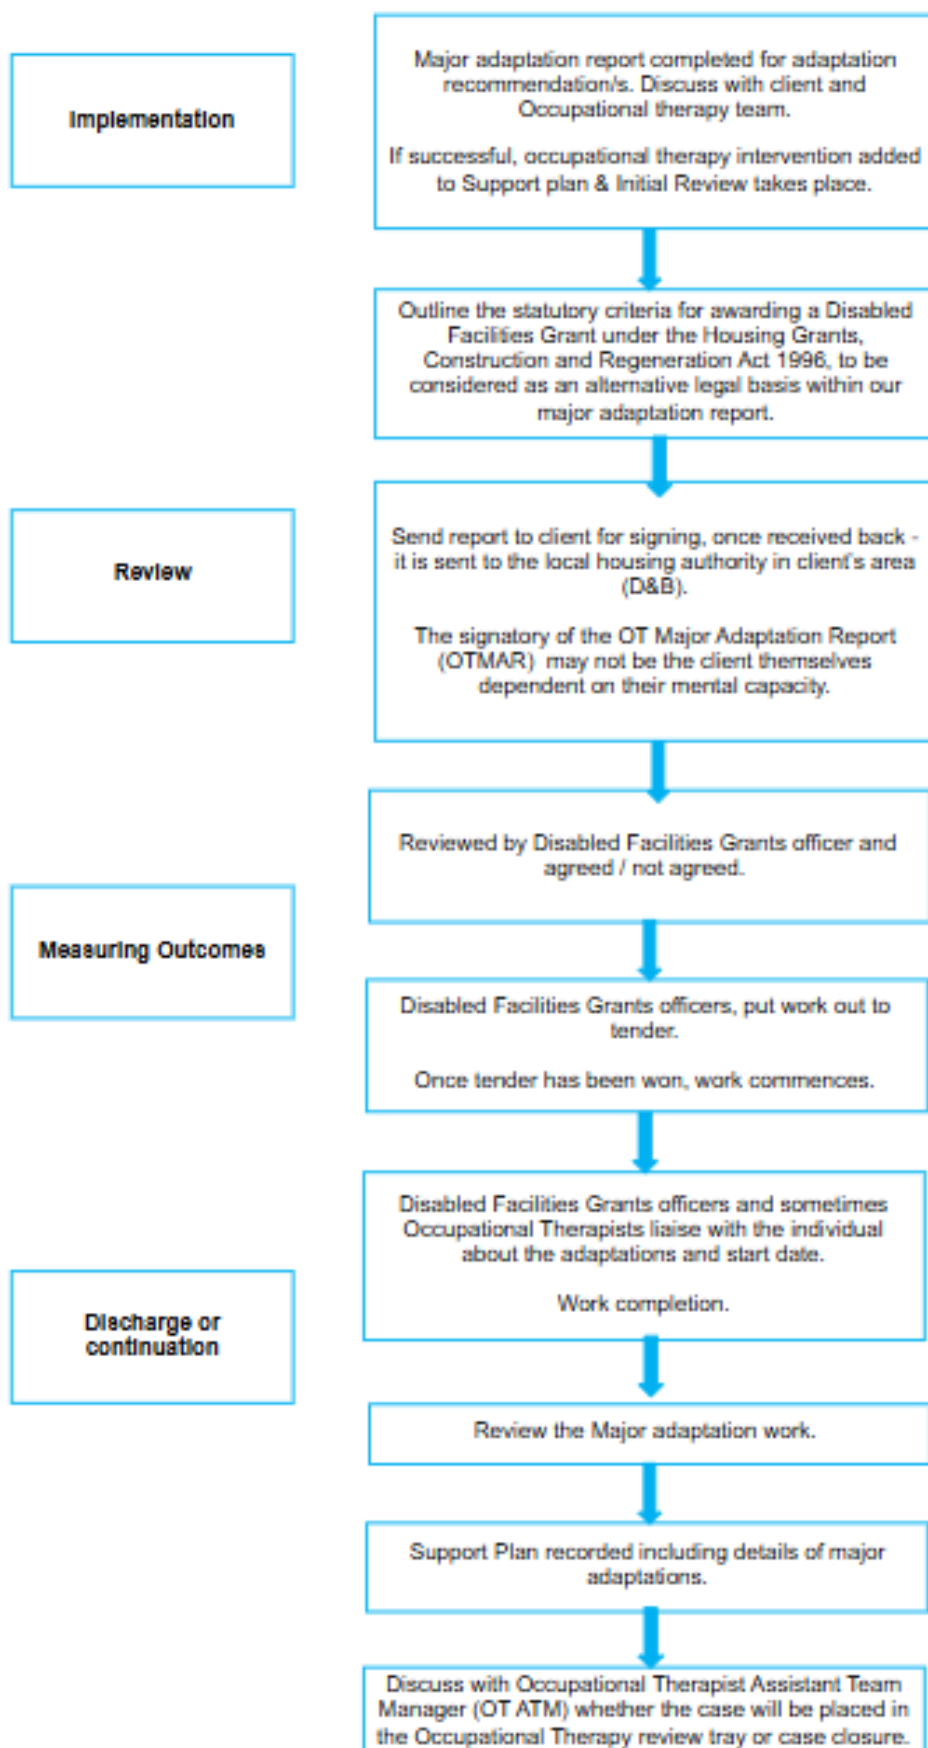 Implementation
Major adaptation report completed for adaptation
recommendation/s. Discuss with client and
Occupational therapy team.
If successful, occupational therapy intervention added
to Support plan & Initial Review takes place.
Outline the statutory criteria for awarding a Disabled
Facilities Grant under the Housing Grants,
Construction and Regeneration Act 1996, to be
considered as an alternative legal basis within our
major adaptation report.
Review
Send report to client for signing, once received back -
it is sent to the local housing authority in client's area
(D&B).
The signatory of the OT Major Adaptation Report
(OTMAR) may not be the client themselves
dependent on their mental capacity.
Reviewed by Disabled Facilities Grants officer and
agreed / not agreed.
Measuring Outcomes
Disabled Facilities Grants officers, put work out to
tender.
Once tender has been won, work commences.
Disabled Facilities Grants officers and sometimes
Occupational Therapists liaise with the individual
about the adaptations and start date.
Work completion.
Discharge or
continuation
Review the Major adaptation work.
Support Plan recorded including details of major
adaptations.
Discuss with Occupational Therapist Assistant Team
Manager (OT ATM) whether the case will be placed in
the Occupational Therapy review tray or case closure.